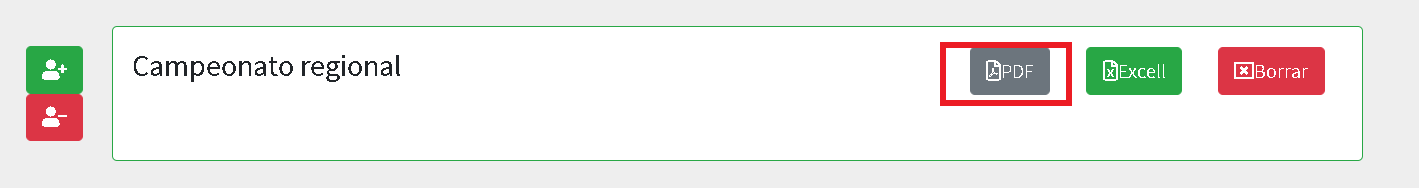 Campeonato regional
PDF
Excell
Borrar